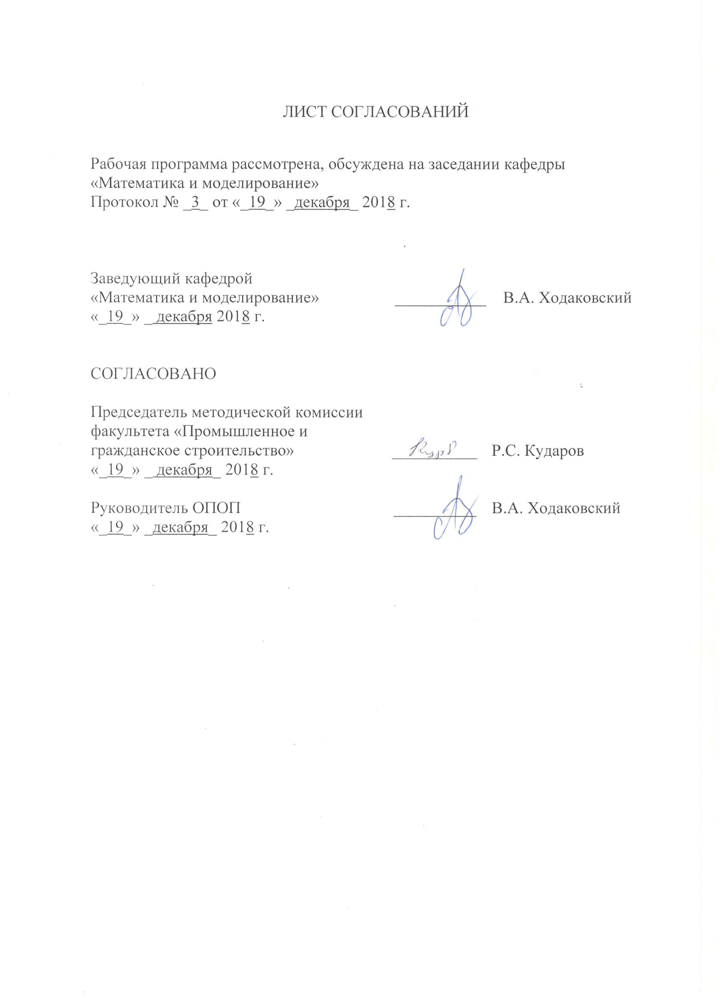 ЛИСТ СОГЛАСОВАНИЙ
Рабочая программа рассмотрена, обсуждена на заседании кафедры
«Математика и моделирование»
Протокол № _3_ от «_19_» _декабря_ 2018 г.
Заведующий кафедрой
«Математика и моделирование» ___________ В.А. Ходаковский
«_19_» _декабря 2018 г.
СОГЛАСОВАНО
Председатель методической комиссии
факультета «Промышленное и
гражданское строительство» __________ Р.С. Кударов
«_19_» _декабря_ 2018 г.
Руководитель ОПОП __________ В.А. Ходаковский
«_19_» _декабря_ 2018 г.